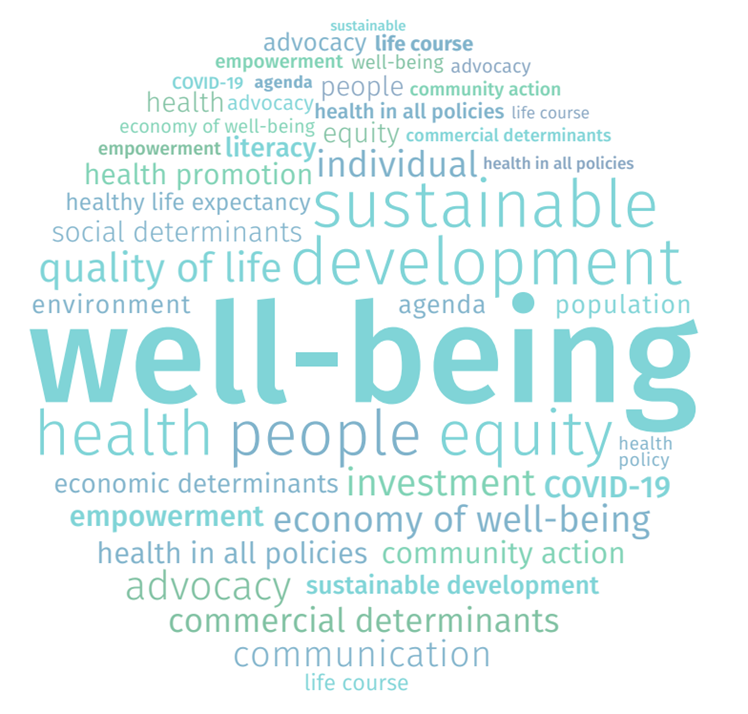 sustainable
advocacy life course
empowerment well-being advocacy
COVID-19 agenda people community action
health advocacy health in all policies life course
economy of well-being equity commercial determinants
empowerment literacy individual health in all policies
health promotion
healthy life expectancy sustainable
social determinants
quality of life development
environment agenda population
well-being
health people equity health
policy
economic determinants investment COVID-19
empowerment economy of well-being
health in all policies community action
advocacy sustainable development
commercial determinants
communication
life course